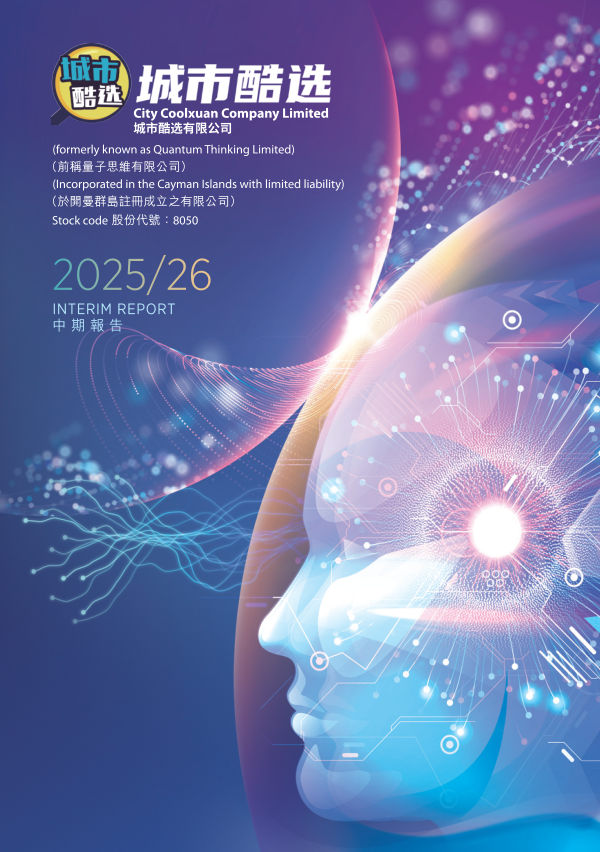 城市
酷选
城市酷选
City Coolxuan Company Limited
城市酷选有限公司
(formerly known as Quantum Thinking Limited)
(前稱量子思維有限公司)
(Incorporated in the Cayman Islands with limited liability)
(於開曼群島註冊成立之有限公司)
Stock code 股份代號：8050
2025/26
INTERIM REPORT
中期報告